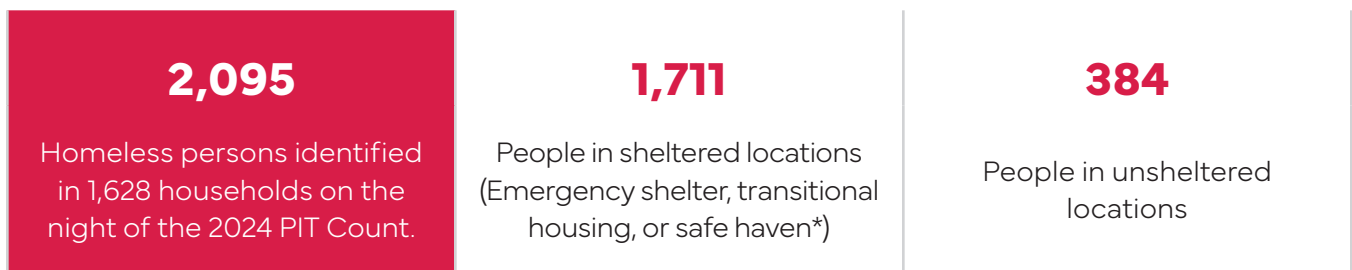 2,095
Homeless persons identified
in 1,628 households on the
night of the 2024 PIT Count.
1,711
People in sheltered locations
(Emergency shelter, transitional
housing, or safe haven*)
384
People in unsheltered
locations